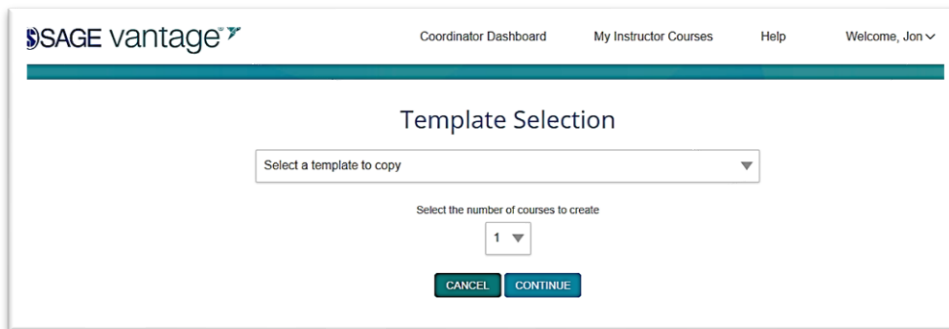 SAGE vantage™
Coordinator Dashboard My Instructor Courses Help Welcome, Jon
Template Selection
Select a template to copy
Select the number of courses to create
1
CANCEL CONTINUE